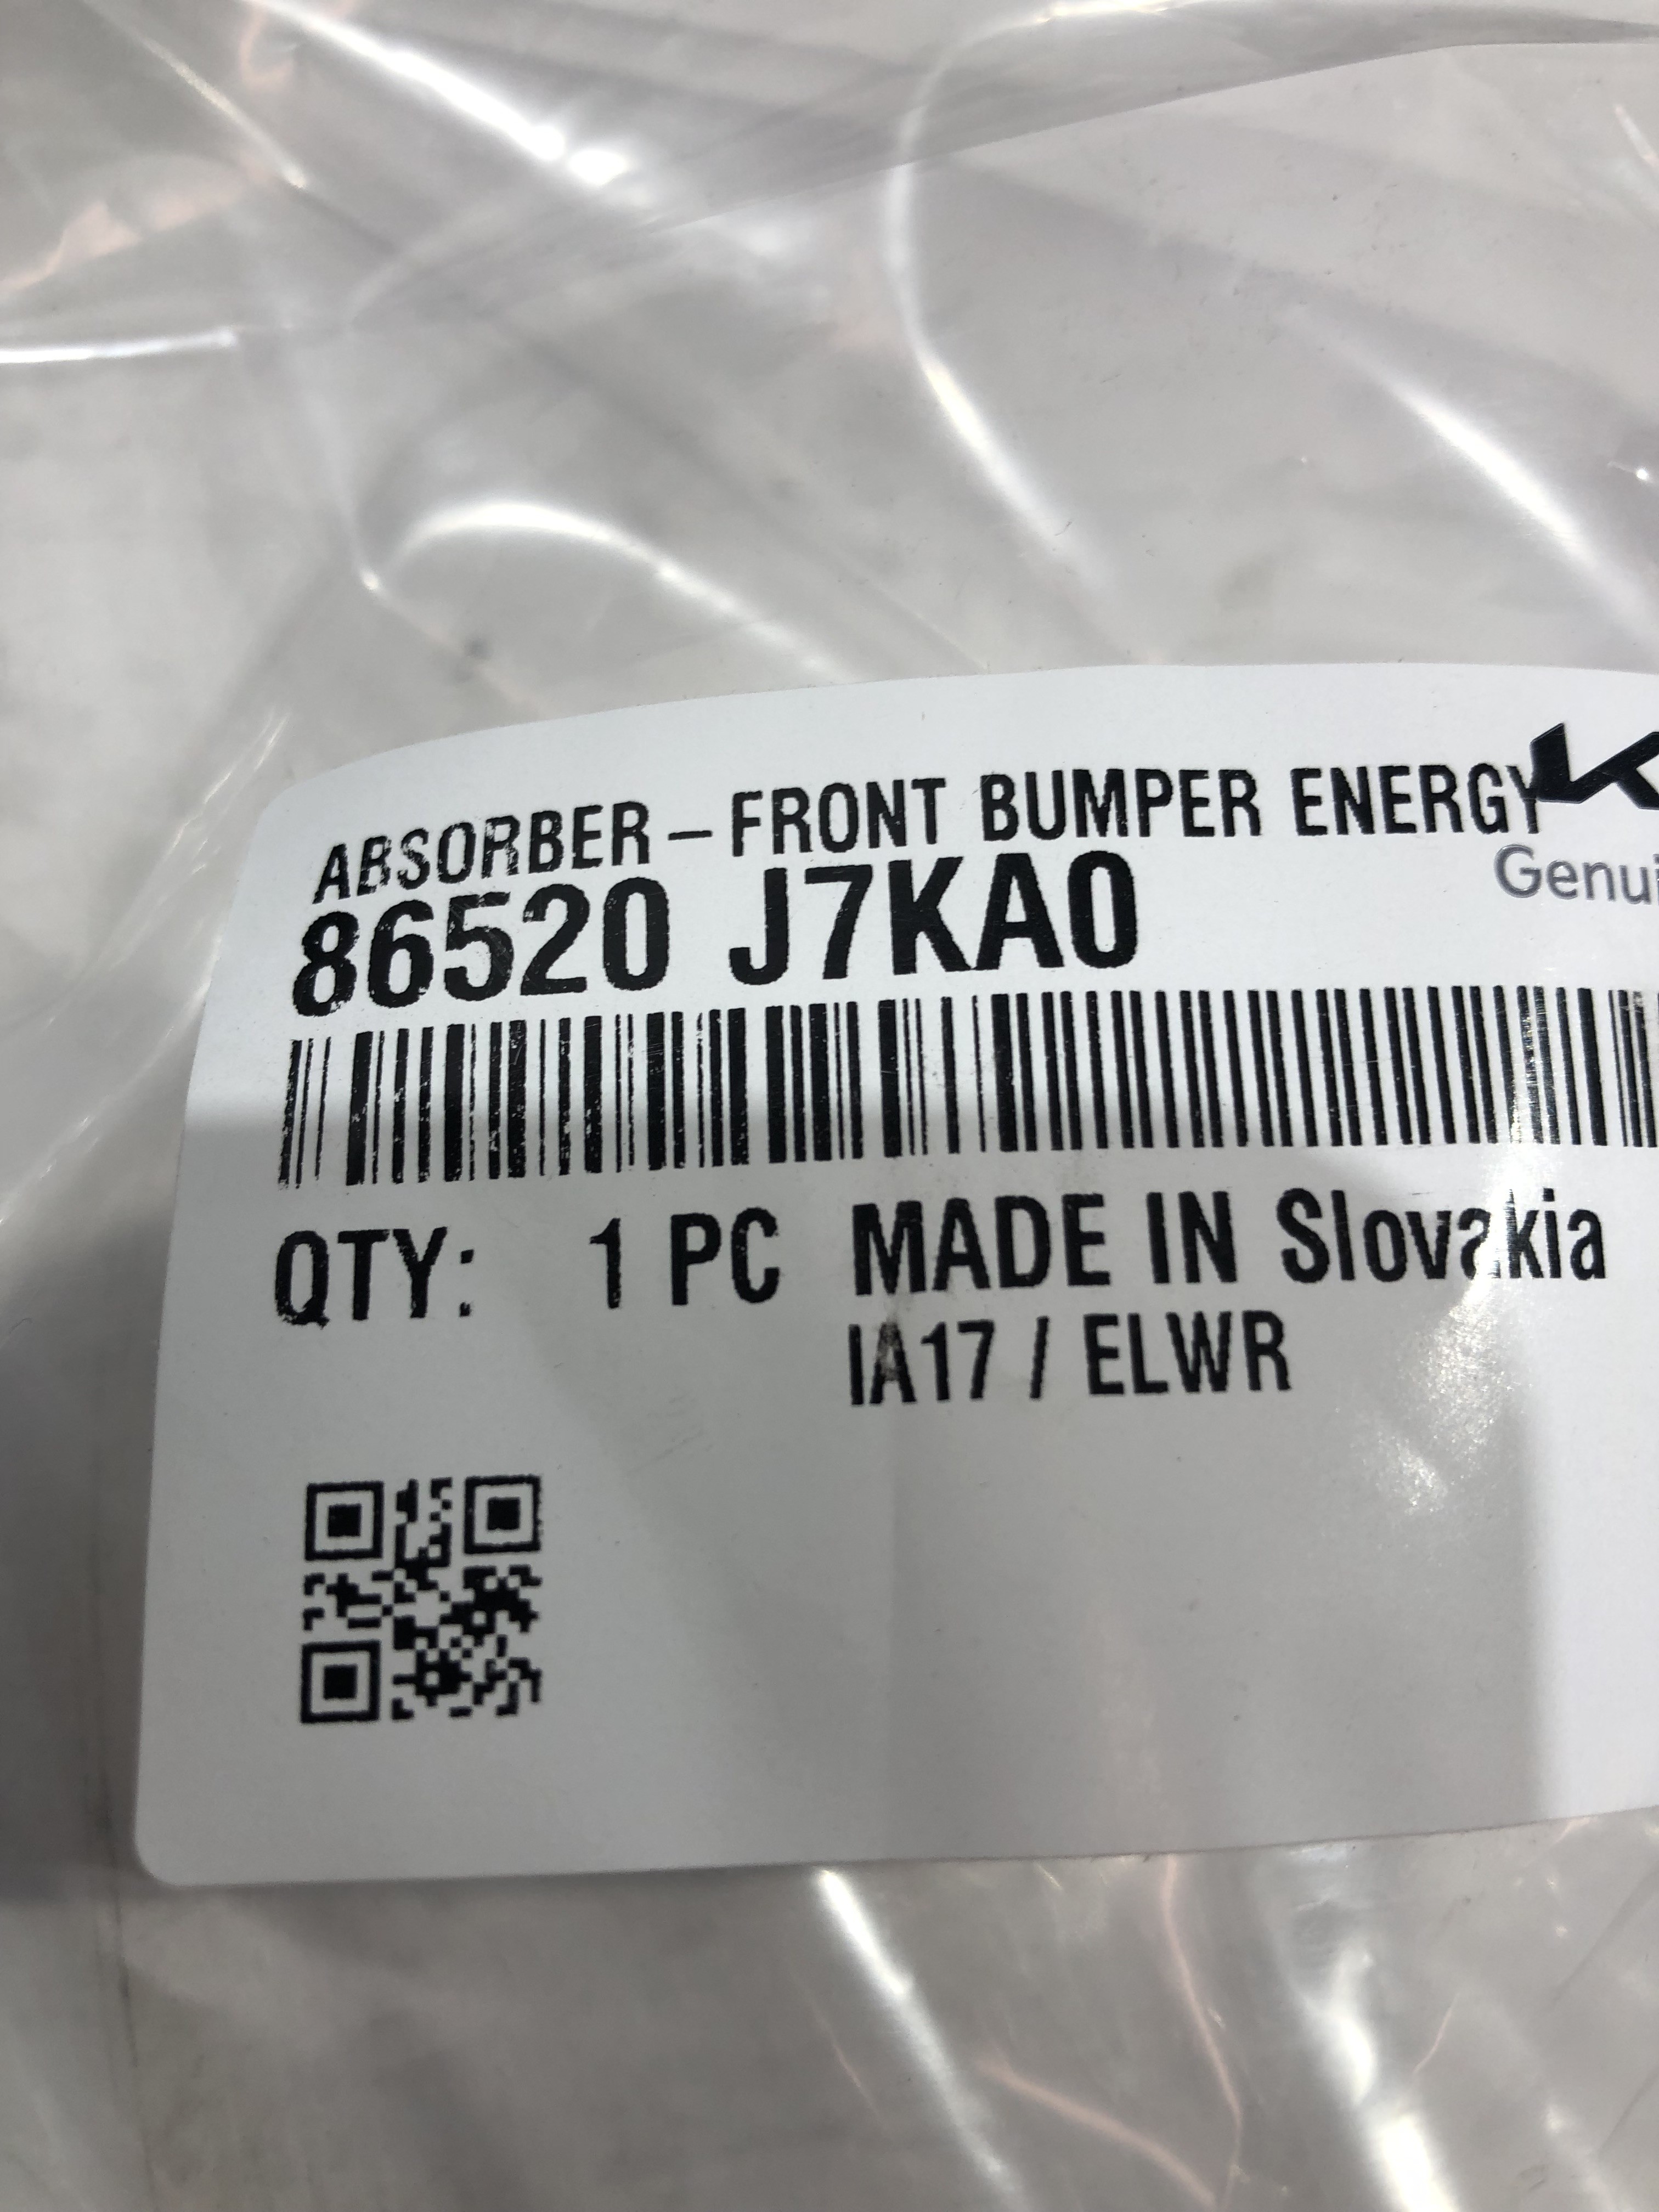 ABSORBER-FRONT BUMPER ENERGY
86520 J7KA0
QTY: 1 PC MADE IN Slovakia
IA17 / ELWR